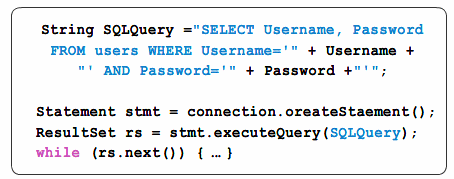 String SQLQuery ="SELECT Username, Password
FROM users WHERE Username='" + Username +
"' AND Password='" + Password +"'";
Statement stmt = connection.oreateStaement();
ResultSet rs = stmt.executeQuery(SQLQuery);
while (rs.next()) { … }